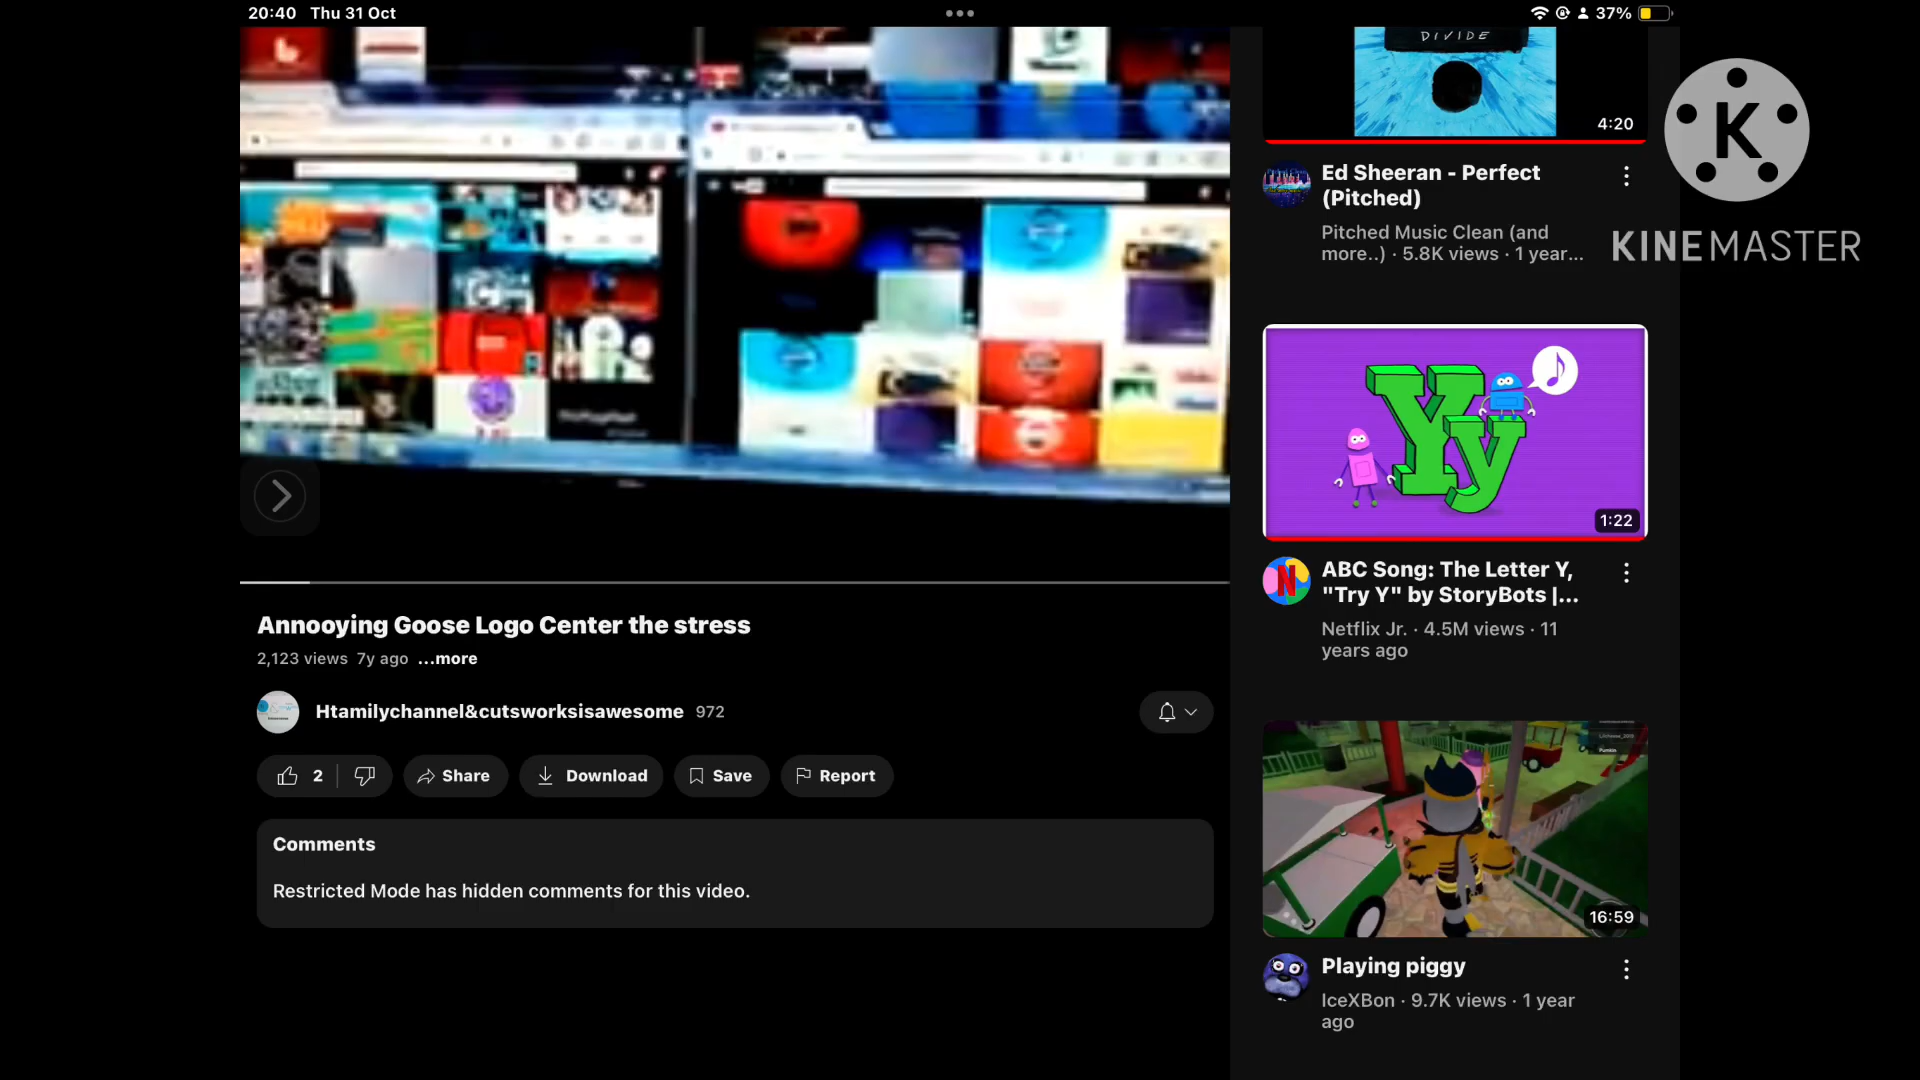 20:40 Thu 31 Oct
37%
DIVIDE
4:20
Ed Sheeran - Perfect
(Pitched)
Pitched Music Clean (and
more..) · 5.8K views · 1 year...
K
KINEMASTER
Yy
1:22
ABC Song: The Letter Y,
"Try Y" by StoryBots |...
Netflix Jr. · 4.5M views · 11
years ago
16:59
Playing piggy
IceXBon · 9.7K views · 1 year
ago
Annooying Goose Logo Center the stress
2,123 views 7y ago ...more
Htamilychannel&cutsworksisawesome 972
2
Share
Download
Save
Report
Comments
Restricted Mode has hidden comments for this video.